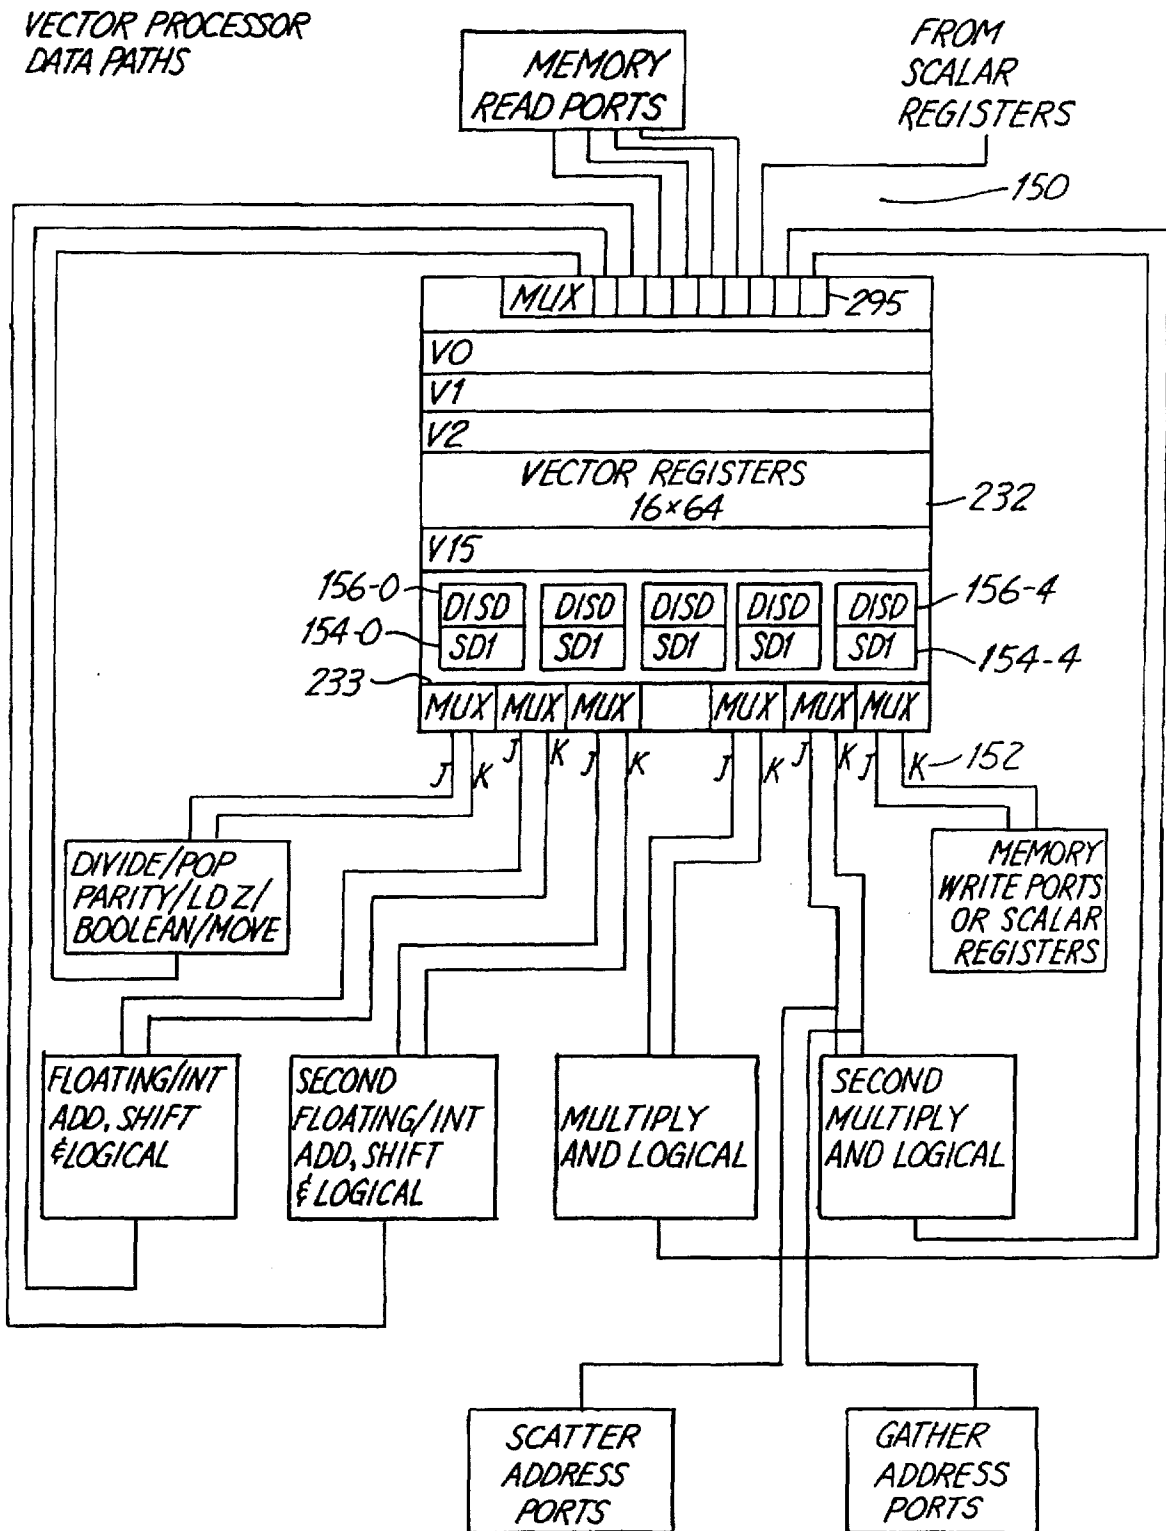 VECTOR PROCESSOR
DATA PATHS
MEMORY
READ PORTS
FROM
SCALAR
REGISTERS
150
MUX
295
V0
V1
V2
VECTOR REGISTERS
16×64
232
V15
156-0
DISD DISD DISD DISD DISD
156-4
154-0
SD1 SD1 SD1 SD1 SD1
154-4
233
MUX MUX MUX MUX MUX MUX
J K J K J K J K J K J K
152
DIVIDE/POP
PARITY/LDZ/
BOOLEAN/MOVE
MEMORY
WRITE PORTS
OR SCALAR
REGISTERS
FLOATING/INT
ADD, SHIFT
&LOGICAL
SECOND
FLOATING/INT
ADD, SHIFT
&LOGICAL
MULTIPLY
AND LOGICAL
SECOND
MULTIPLY
AND LOGICAL
SCATTER
ADDRESS
PORTS
GATHER
ADDRESS
PORTS